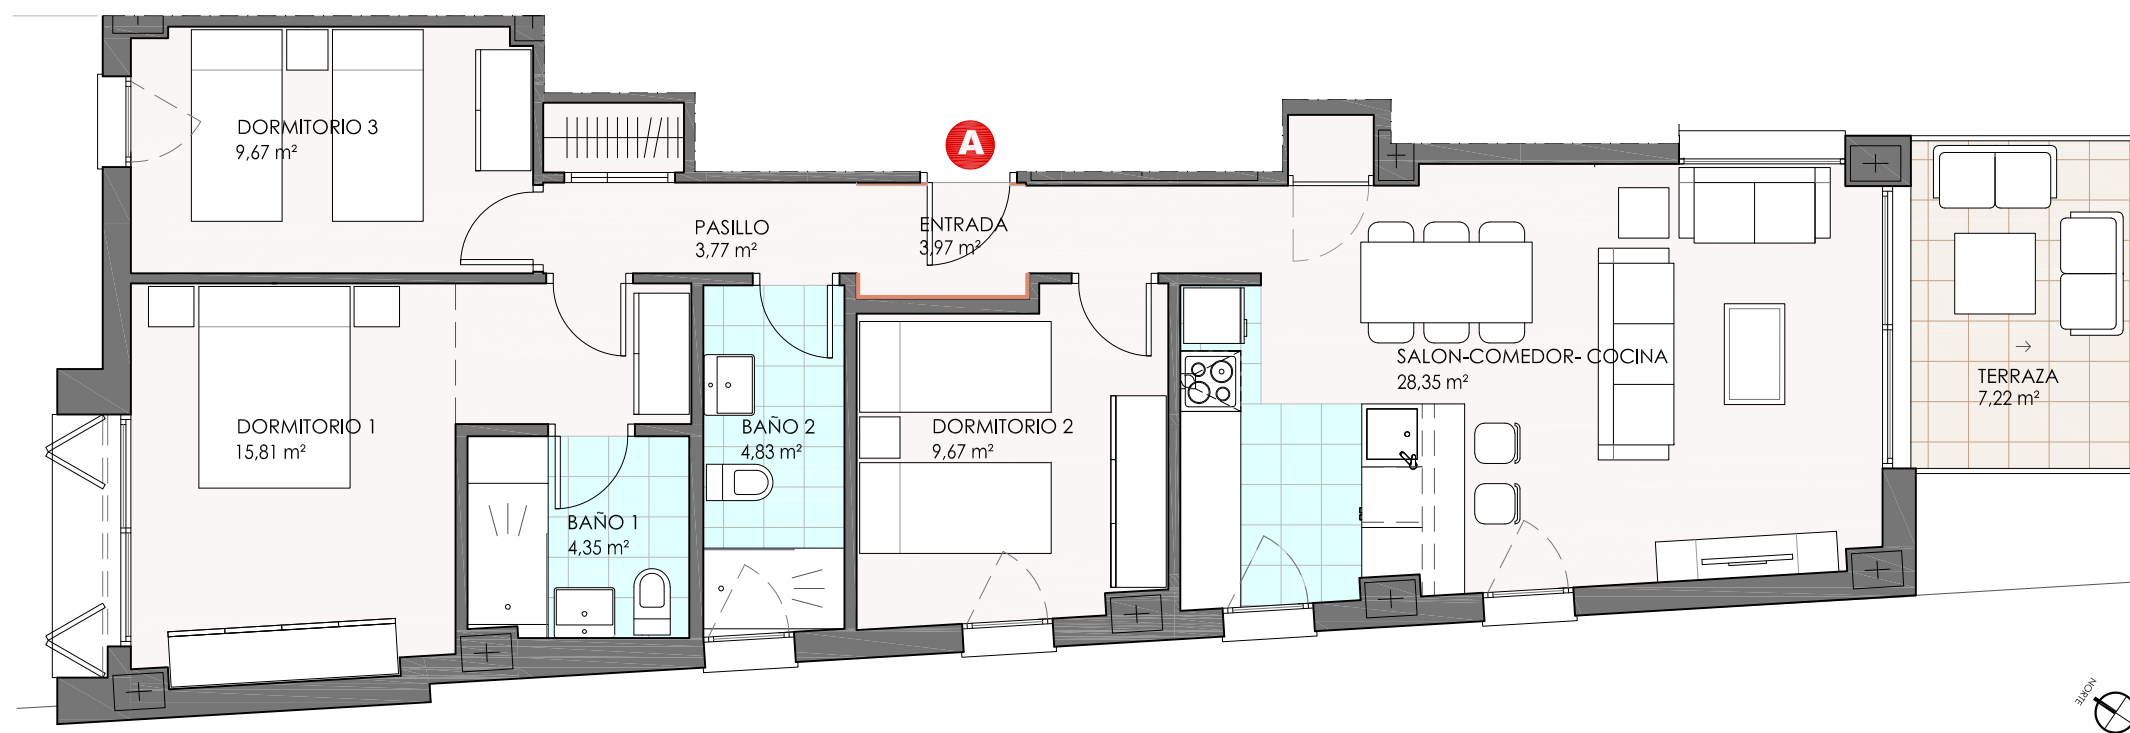 A
DORMITORIO 3
9,67 m²
PASILLO
3,77 m²
ENTRADA
3,97 m²
SALON-COMEDOR- COCINA
28,35 m²
TERRAZA
7,22 m²
DORMITORIO 1
15,81 m²
BAÑO 2
4,83 m²
DORMITORIO 2
9,67 m²
BAÑO 1
4,35 m²
NORTE